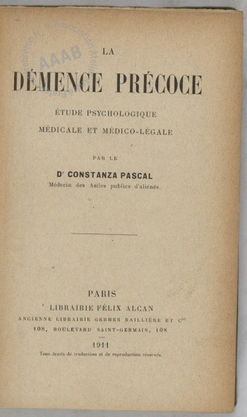 LA
DÉMENCE PRÉCOCE
ÉTUDE PSYCHOLOGIQUE
MÉDICALE ET MÉDICO-LÉGALE
PAR LE
Dʳ CONSTANZA PASCAL
Médecin des Asiles publics d'aliénés.
PARIS
LIBRAIRIE FÉLIX ALCAN
ANCIENNE LIBRAIRIE GERMER BAILLIÈRE ET Cⁱᵉ
108, BOULEVARD SAINT-GERMAIN, 108
1911
Tous droits de traduction et de reproduction réservés.
AAAB